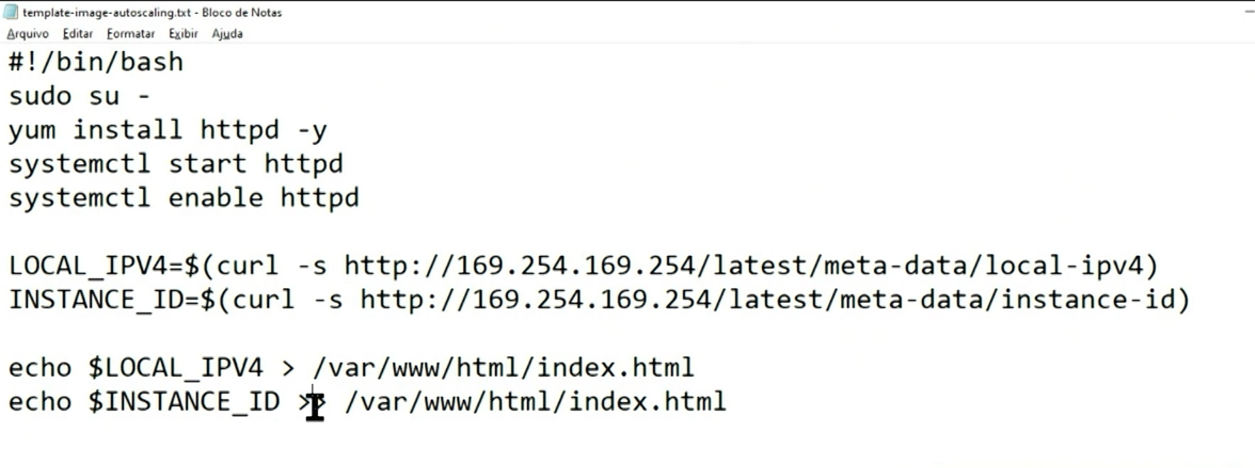 template-image-autoscaling.txt - Bloco de Notas
Arquivo Editar Formatar Exibir Ajuda
#!/bin/bash
sudo su -
yum install httpd -y
systemctl start httpd
systemctl enable httpd
LOCAL_IPV4=$(curl -s http://169.254.169.254/latest/meta-data/local-ipv4)
INSTANCE_ID=$(curl -s http://169.254.169.254/latest/meta-data/instance-id)
echo $LOCAL_IPV4 > /var/www/html/index.html
echo $INSTANCE_ID >> /var/www/html/index.html